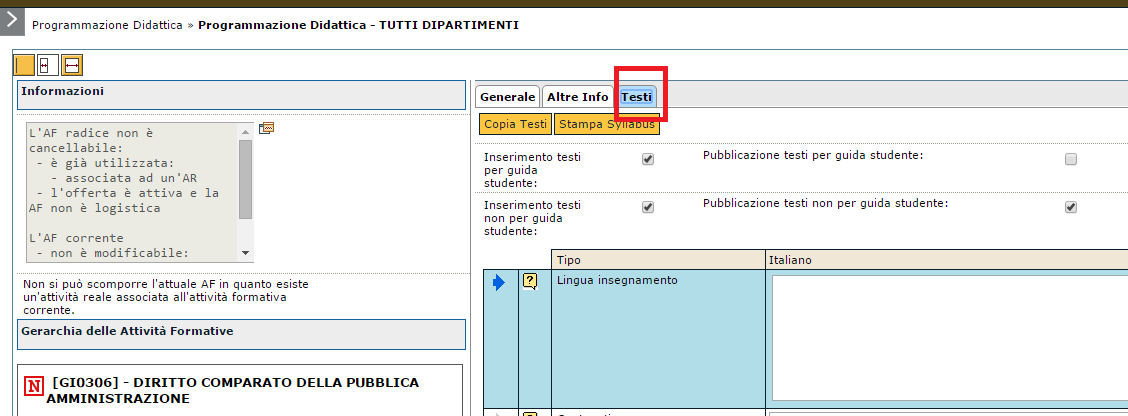 Programmazione Didattica » Programmazione Didattica - TUTTI DIPARTIMENTI
Informazioni
L'AF radice non è
cancellabile:
- è già utilizzata:
- associata ad un'AR
- l'offerta è attiva e la
AF non è logistica
L'AF corrente
- non è modificabile:
Non si può scomporre l'attuale AF in quanto esiste
un'attività reale associata all'attività formativa
corrente.
Gerarchia delle Attività Formative
N [GI0306] - DIRITTO COMPARATO DELLA PUBBLICA
AMMINISTRAZIONE
Generale Altre Info Testi
Copia Testi Stampa Syllabus
Inserimento testi
per guida
studente:
Pubblicazione testi per guida studente:
Inserimento testi
non per guida
studente:
Pubblicazione testi non per guida studente:
Tipo Italiano
? Lingua insegnamento